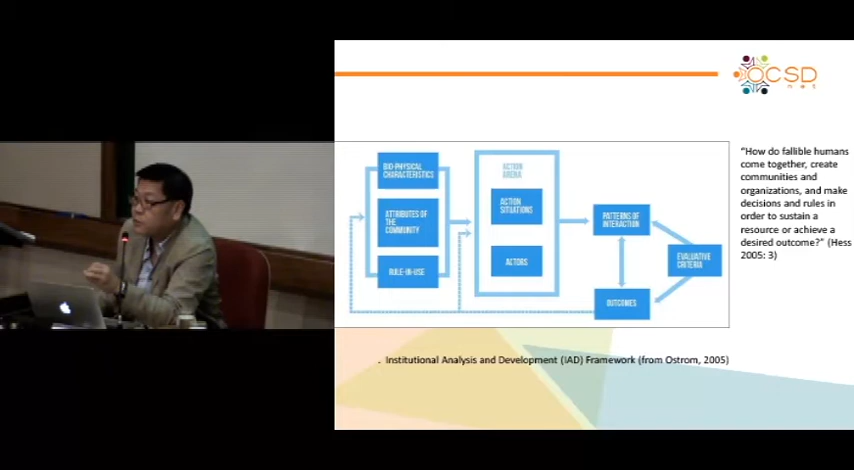 OCSD
net
BIO-PHYSICAL
CHARACTERISTICS
ATTRIBUTES OF
THE
COMMUNITY
RULE-IN-USE
ACTION
ARENA
ACTION
SITUATIONS
ACTORS
PATTERNS OF
INTERACTION
OUTCOMES
EVALUATIVE
CRITERIA
“How do fallible humans
come together, create
communities and
organizations, and make
decisions and rules in
order to sustain a
resource or achieve a
desired outcome?” (Hess
2005: 3)
. Institutional Analysis and Development (IAD) Framework (from Ostrom, 2005)